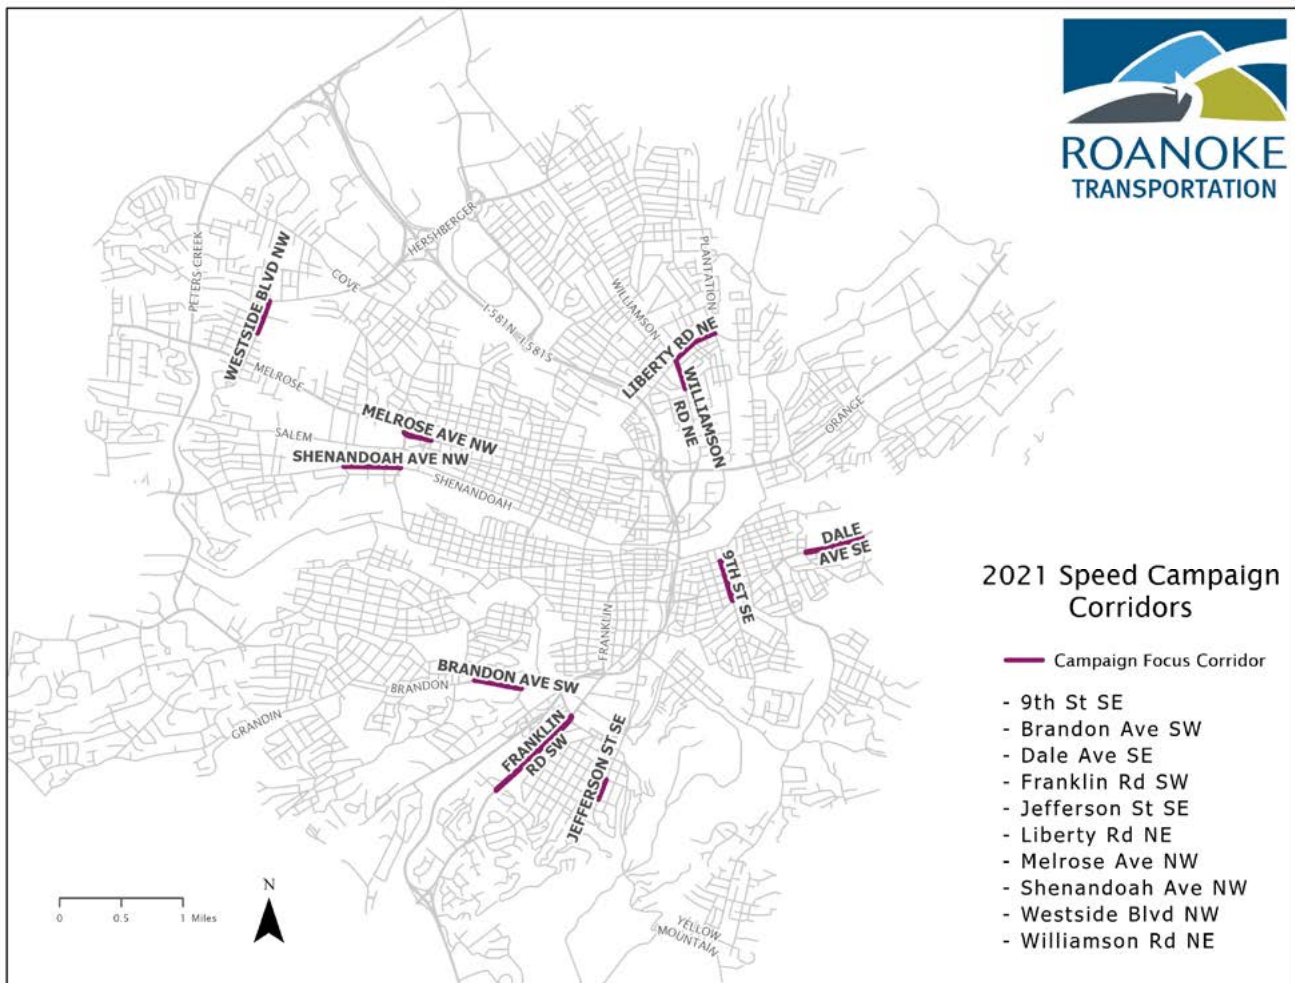 ROANOKE
TRANSPORTATION
HERSHBERGER
PETERS CREEK
PLANTATION
WESTSIDE BLVD NW
COVE
WILLIAMSON
I-581N
I-581S
LIBERTY RD NE
MELROSE
WILLIAMSON
RD NE
MELROSE AVE NW
ORANGE
SALEM
SHENANDOAH AVE NW
SHENANDOAH
DALE
AVE SE
9TH ST SE
2021 Speed Campaign
Corridors
FRANKLIN
Campaign Focus Corridor
BRANDON AVE SW
BRANDON
GRANDIN
FRANKLIN
RD SW
JEFFERSON ST SE
- 9th St SE
- Brandon Ave SW
- Dale Ave SE
- Franklin Rd SW
- Jefferson St SE
- Liberty Rd NE
- Melrose Ave NW
- Shenandoah Ave NW
- Westside Blvd NW
- Williamson Rd NE
N
0 0.5 1 Miles
YELLOW
MOUNTAIN